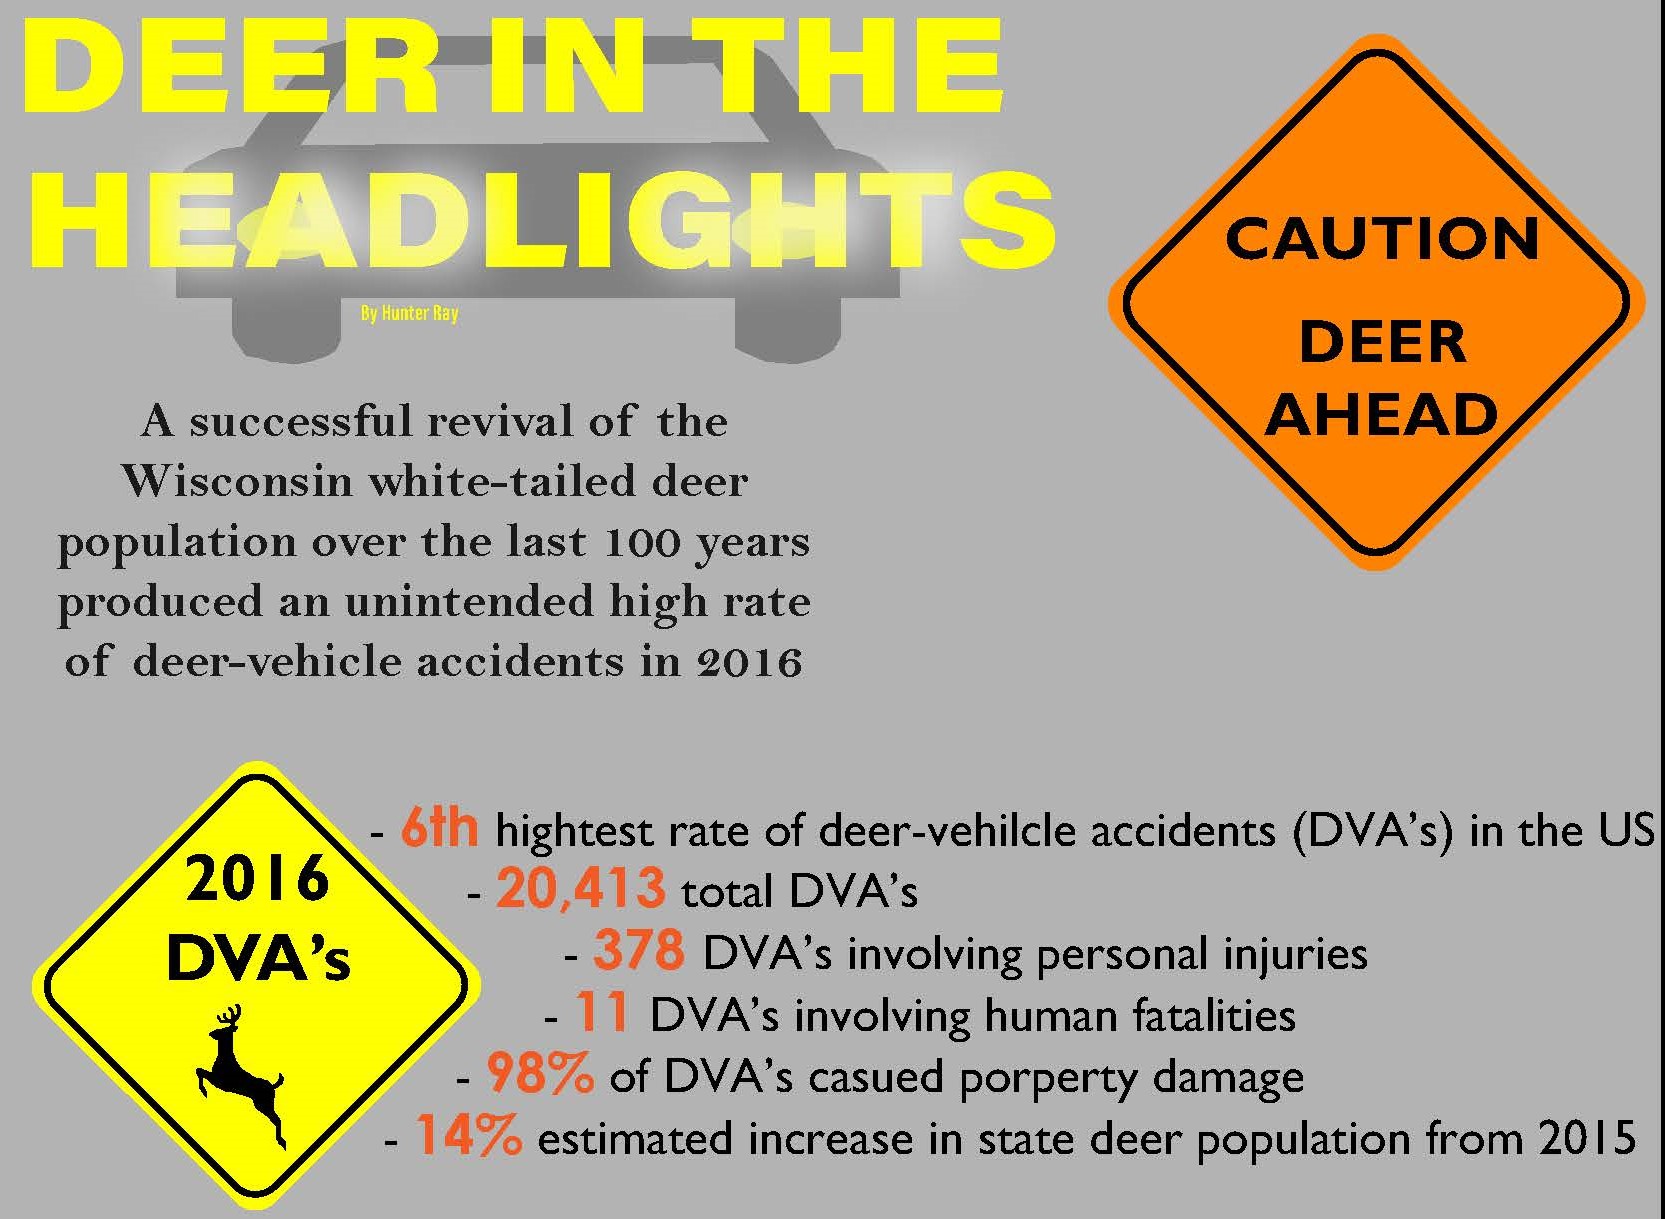 DEER IN THE
HEADLIGHTS
By Hunter Ray
CAUTION
DEER
AHEAD
A successful revival of the
Wisconsin white-tailed deer
population over the last 100 years
produced an unintended high rate
of deer-vehicle accidents in 2016
2016
DVA's
- 6th hightest rate of deer-vehilcle accidents (DVA's) in the US
- 20,413 total DVA's
- 378 DVA's involving personal injuries
- 11 DVA's involving human fatalities
- 98% of DVA's casued porperty damage
- 14% estimated increase in state deer population from 2015